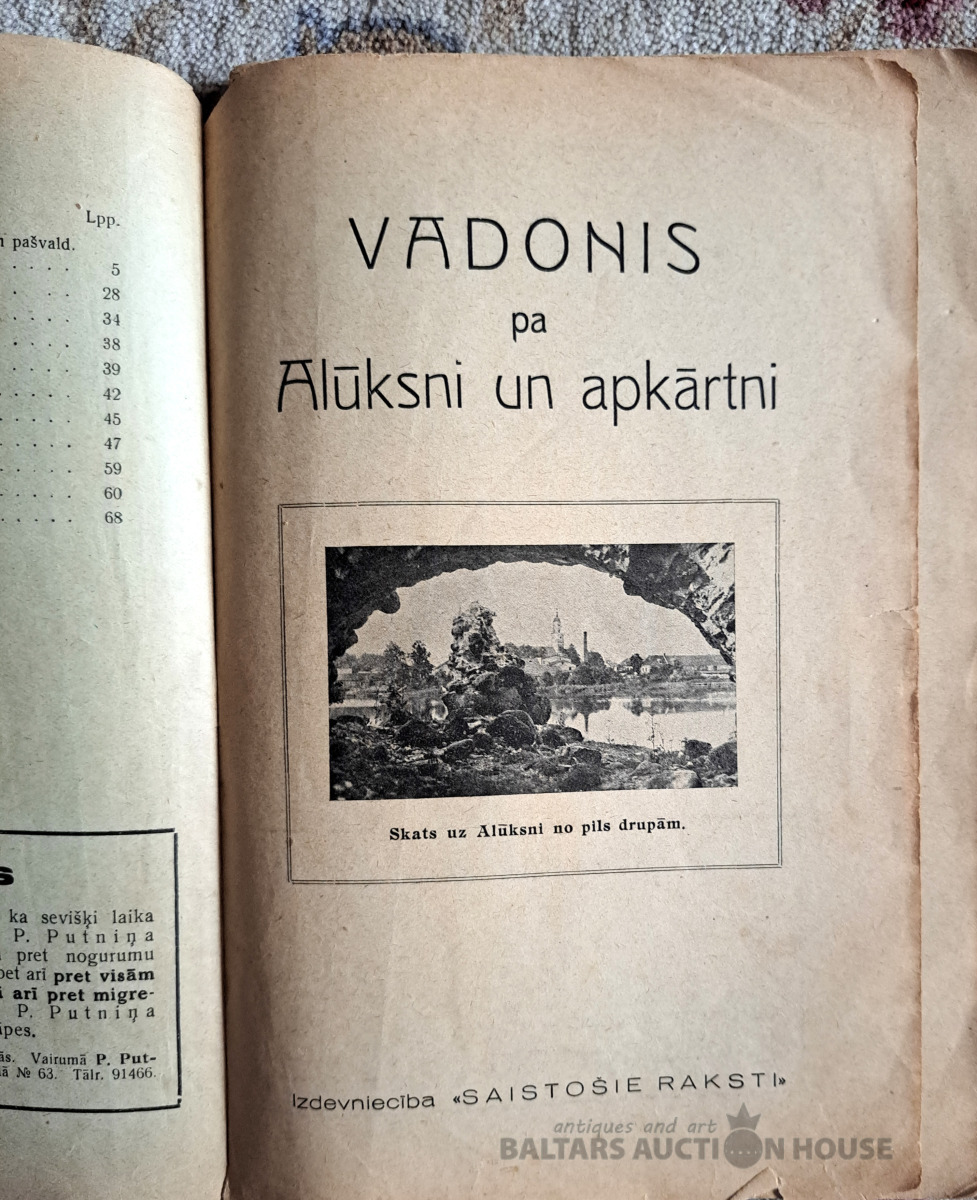 Lpp.
pašvald.
. . . . 5
. . . 28
. . . . 34
. . . . 38
. . . . 39
. . . . 42
. . . . 45
. . . . 47
. . . . 59
. . . . 60
. . . . 68
ka sevišķi laika
P. Putniņa
pret nogurumu
arī pret visām
arī pret migre-
P. Putniņa
Vairumā P. Put-
№ 63. Tālr. 91466.
VADONIS
pa
Alūksni un apkārtni
Skats uz Alūksni no pils drupām.
Izdevniecība «SAISTOŠIE RAKSTI»
antiques and art
BALTARS AUCTION HOUSE